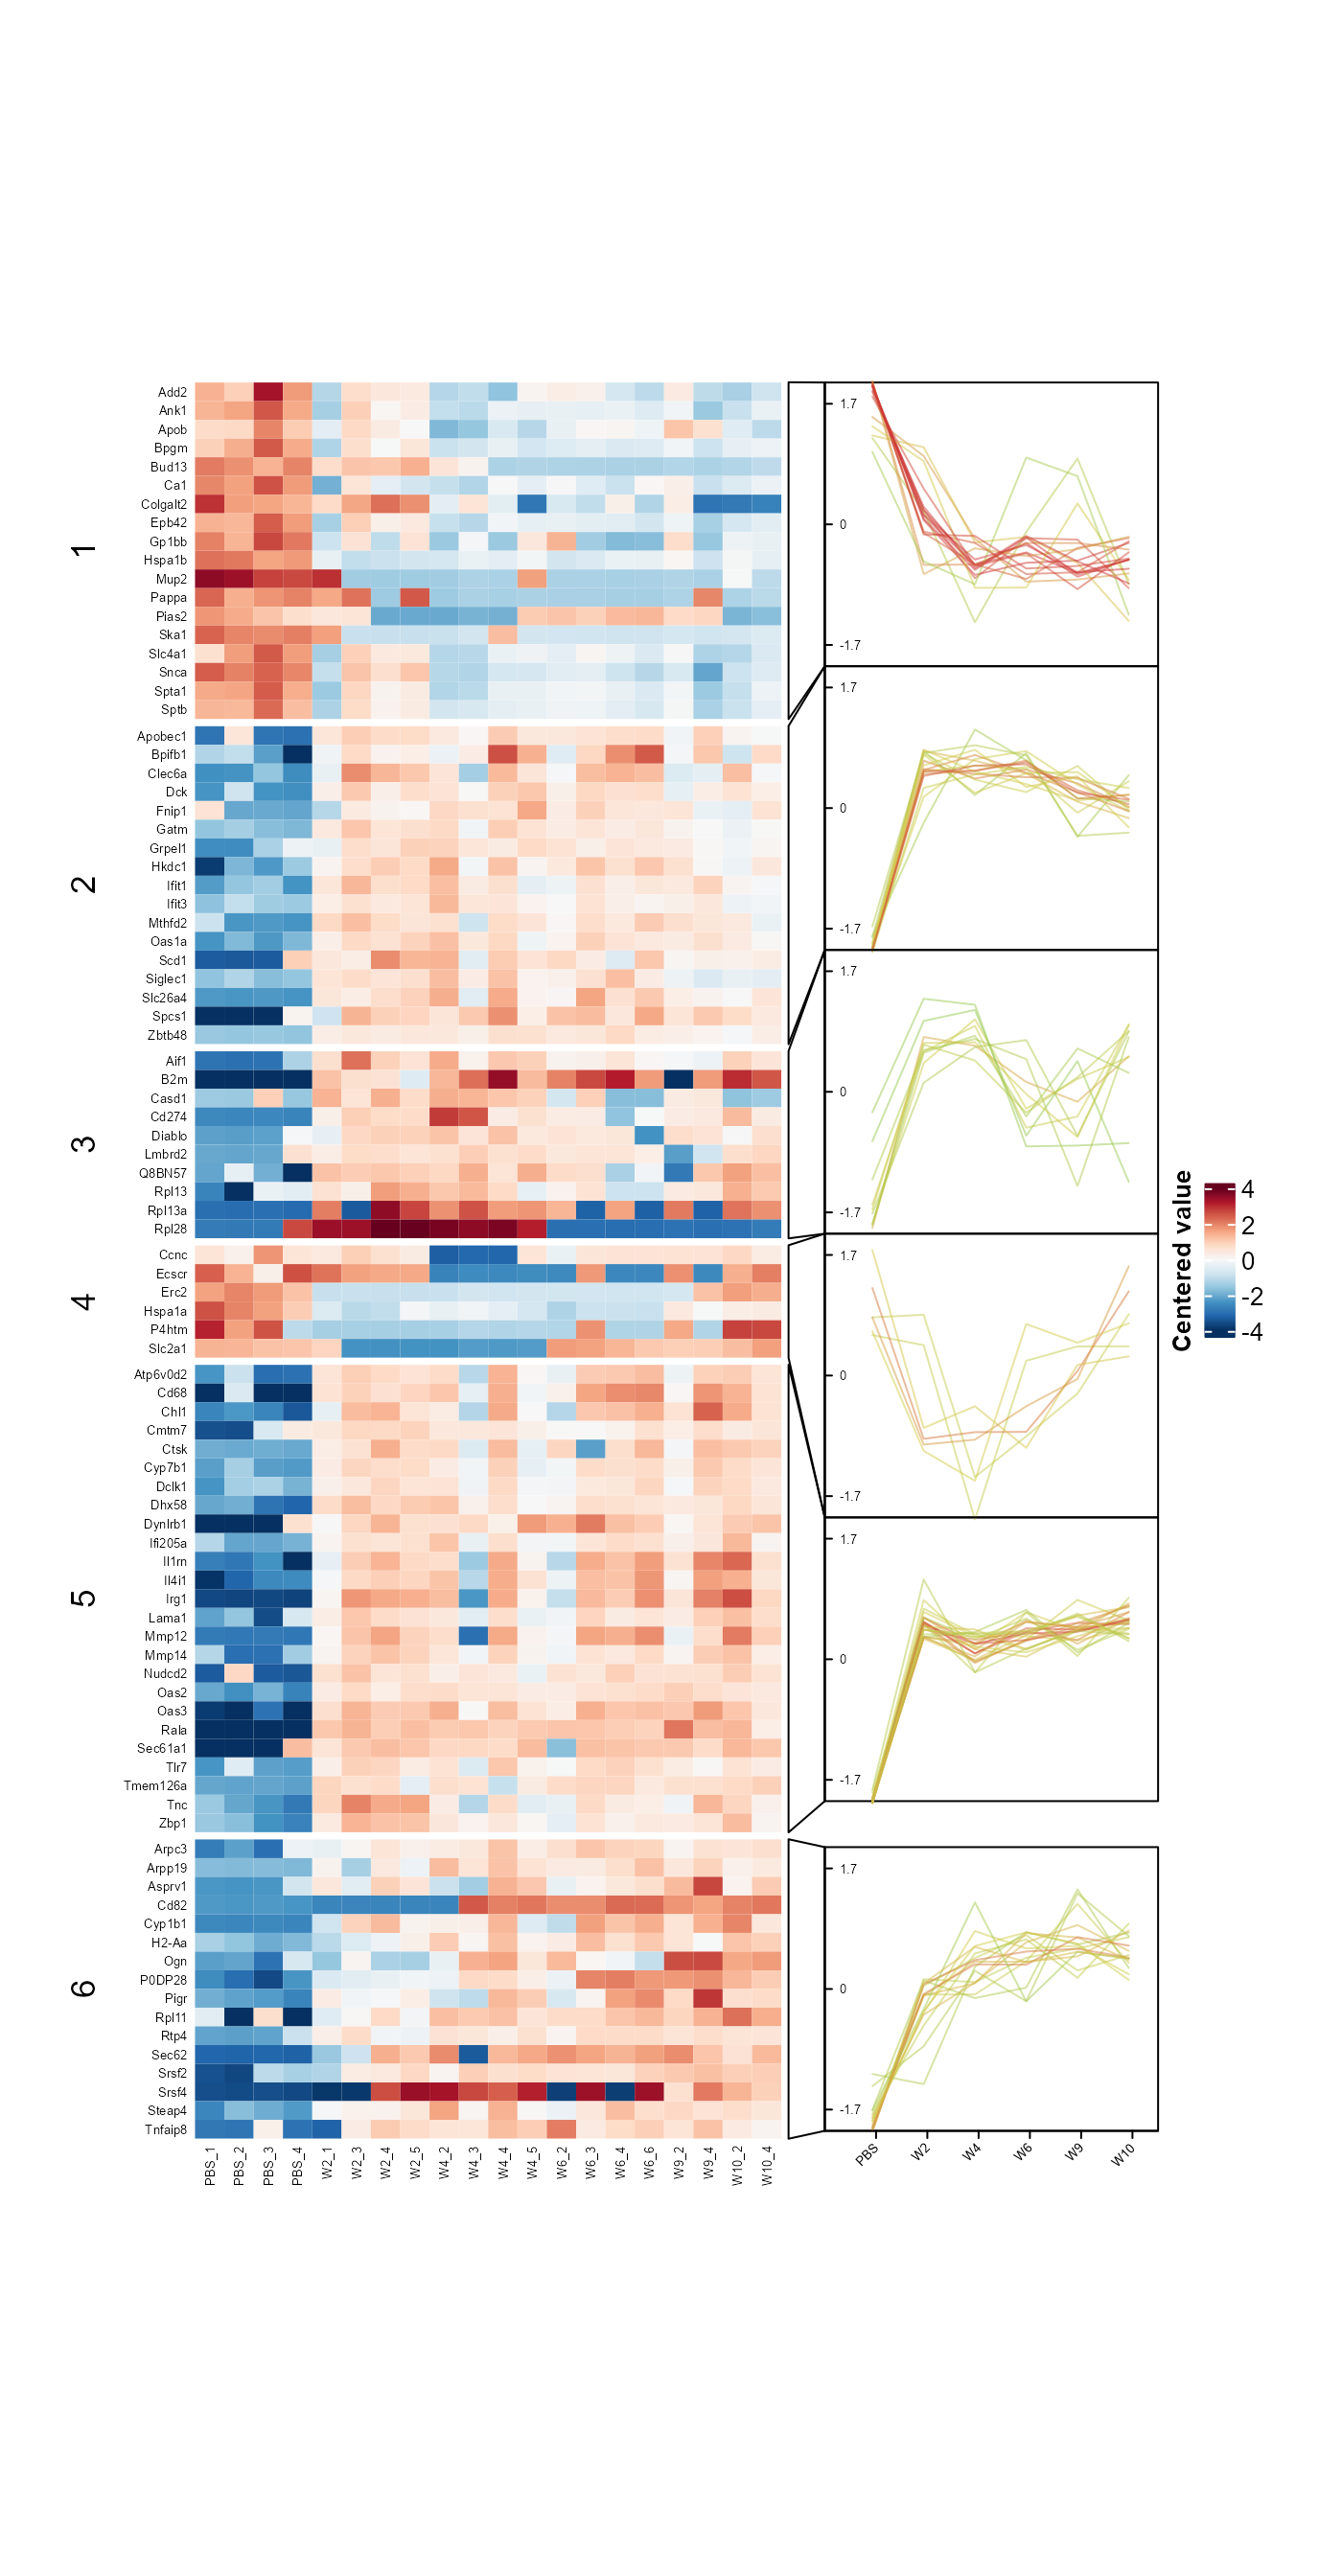 1
Add2
Ank1
Apob
Bpgm
Bud13
Ca1
Colgalt2
Epb42
Gp1bb
Hspa1b
Mup2
Pappa
Pias2
Ska1
Slc4a1
Snca
Spta1
Sptb
1.7
0
-1.7
2
Apobec1
Bpifb1
Clec6a
Dck
Fnip1
Gatm
Grpel1
Hkdc1
Ifit1
Ifit3
Mthfd2
Oas1a
Scd1
Siglec1
Slc26a4
Spcs1
Zbtb48
1.7
0
-1.7
3
Aif1
B2m
Casd1
Cd274
Diablo
Lmbrd2
Q8BN57
Rpl13
Rpl13a
Rpl28
1.7
0
-1.7
4
Ccnc
Ecscr
Erc2
Hspa1a
P4htm
Slc2a1
1.7
0
-1.7
5
Atp6v0d2
Cd68
Chl1
Cmtm7
Ctsk
Cyp7b1
Dclk1
Dhx58
Dynlrb1
Ifi205a
Il1rn
Il4i1
Irg1
Lama1
Mmp12
Mmp14
Nudcd2
Oas2
Oas3
Rala
Sec61a1
Tlr7
Tmem126a
Tnc
Zbp1
1.7
0
-1.7
6
Arpc3
Arpp19
Asprv1
Cd82
Cyp1b1
H2-Aa
Ogn
P0DP28
Pigr
Rpl11
Rtp4
Sec62
Srsf2
Srsf4
Steap4
Tnfaip8
1.7
0
-1.7
PBS_1
PBS_2
PBS_3
PBS_4
W2_1
W2_3
W2_4
W2_5
W4_2
W4_3
W4_4
W4_5
W6_2
W6_3
W6_4
W6_6
W9_2
W9_4
W10_2
W10_4
PBS
W2
W4
W6
W9
W10
Centered value
4
2
0
-2
-4